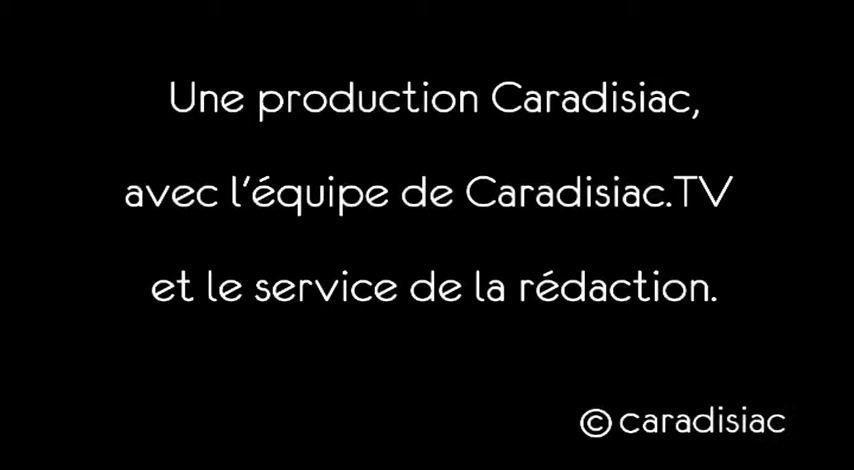 Une production Caradisiac,
avec l'équipe de Caradisiac.TV
et le service de la rédaction.
© caradisiac